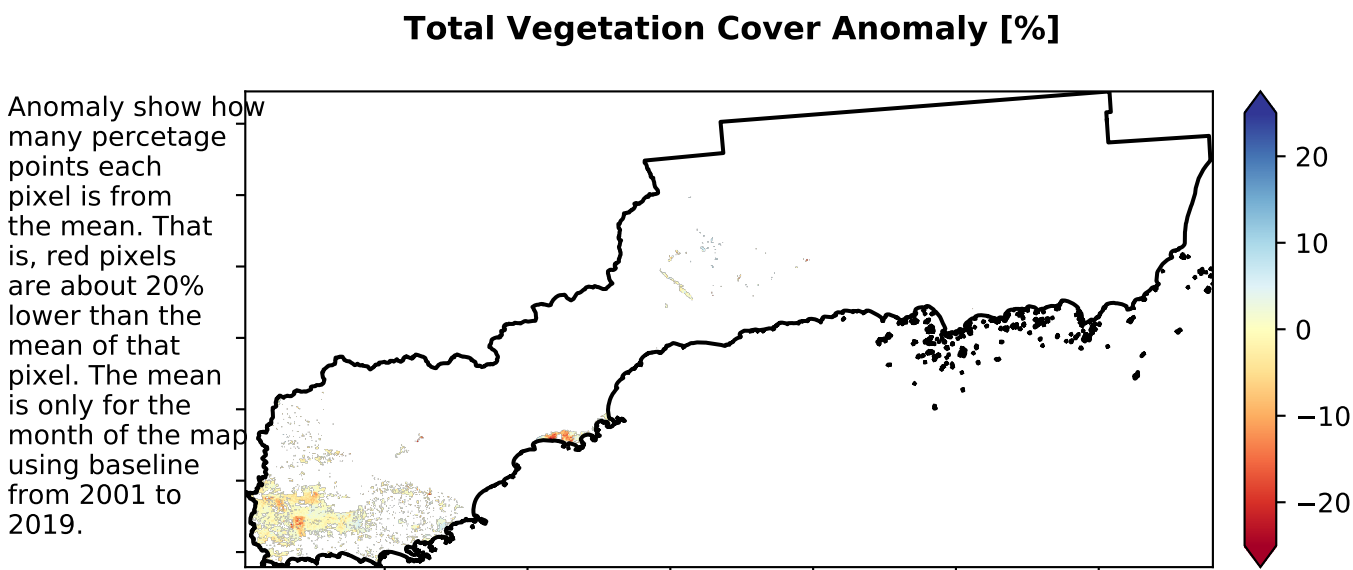 Total Vegetation Cover Anomaly [%]
Anomaly show how
many percetage
points each
pixel is from
the mean. That
is, red pixels
are about 20%
lower than the
mean of that
pixel. The mean
is only for the
month of the map
using baseline
from 2001 to
2019.
20
10
0
−10
−20